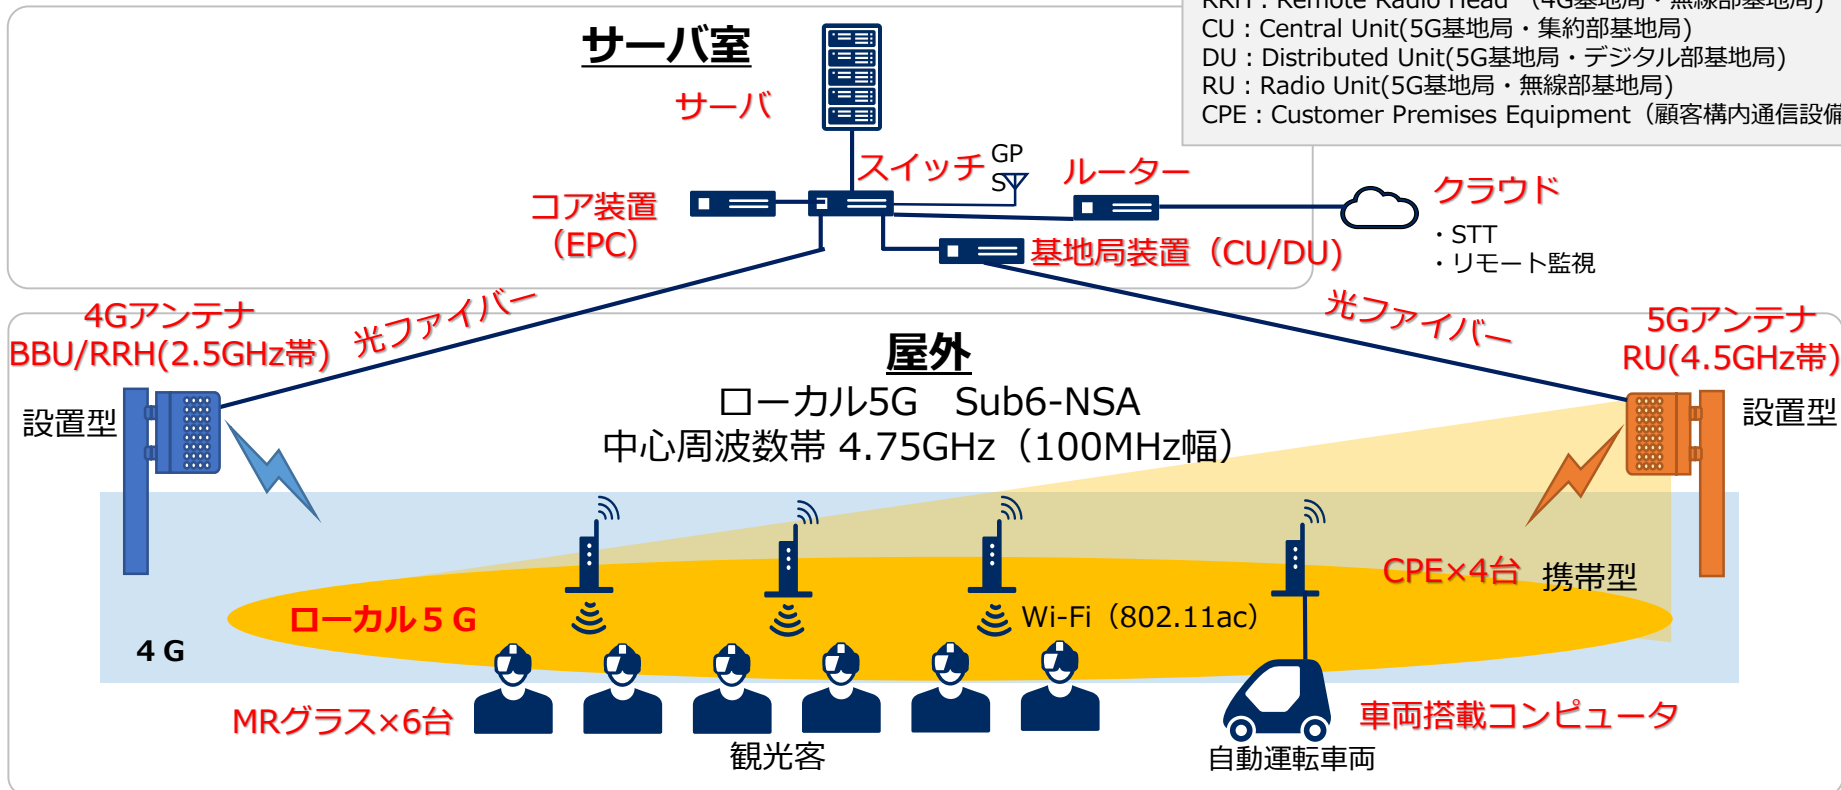 RRH：Remote Radio Head （4G基地局・無線部基地局）
CU：Central Unit(5G基地局・集約部基地局)
DU：Distributed Unit(5G基地局・デジタル部基地局)
RU：Radio Unit(5G基地局・無線部基地局)
CPE：Customer Premises Equipment（顧客構内通信設備
サーバ室
サーバ
スイッチ
GP
S
ルーター
クラウド
・STT
・リモート監視
コア装置
（EPC）
基地局装置（CU/DU）
4Gアンテナ
BBU/RRH(2.5GHz帯)
光ファイバー
光ファイバー
5Gアンテナ
RU(4.5GHz帯)
屋外
ローカル5G　Sub6-NSA
中心周波数帯 4.75GHz（100MHz幅）
設置型
設置型
CPE×4台
携帯型
ローカル５Ｇ
Wi-Fi（802.11ac）
４Ｇ
MRグラス×6台
観光客
車両搭載コンピュータ
自動運転車両